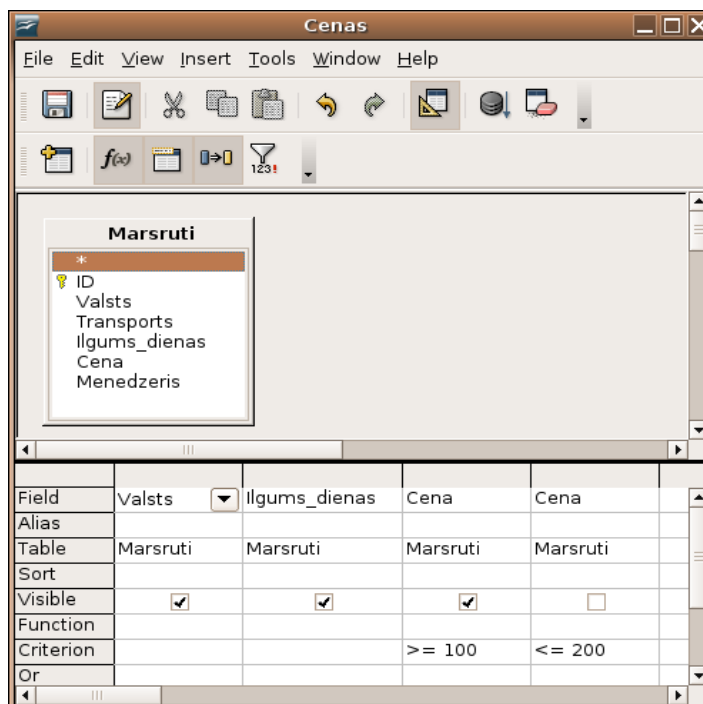 Cenas
File Edit View Insert Tools Window Help
f(x) 123!
Marsruti
*
ID
Valsts
Transports
Ilgums_dienas
Cena
Menedzeris
Field Valsts Ilgums_dienas Cena Cena
Alias
Table Marsruti Marsruti Marsruti Marsruti
Sort
Visible
Function
Criterion >= 100 <= 200
Or